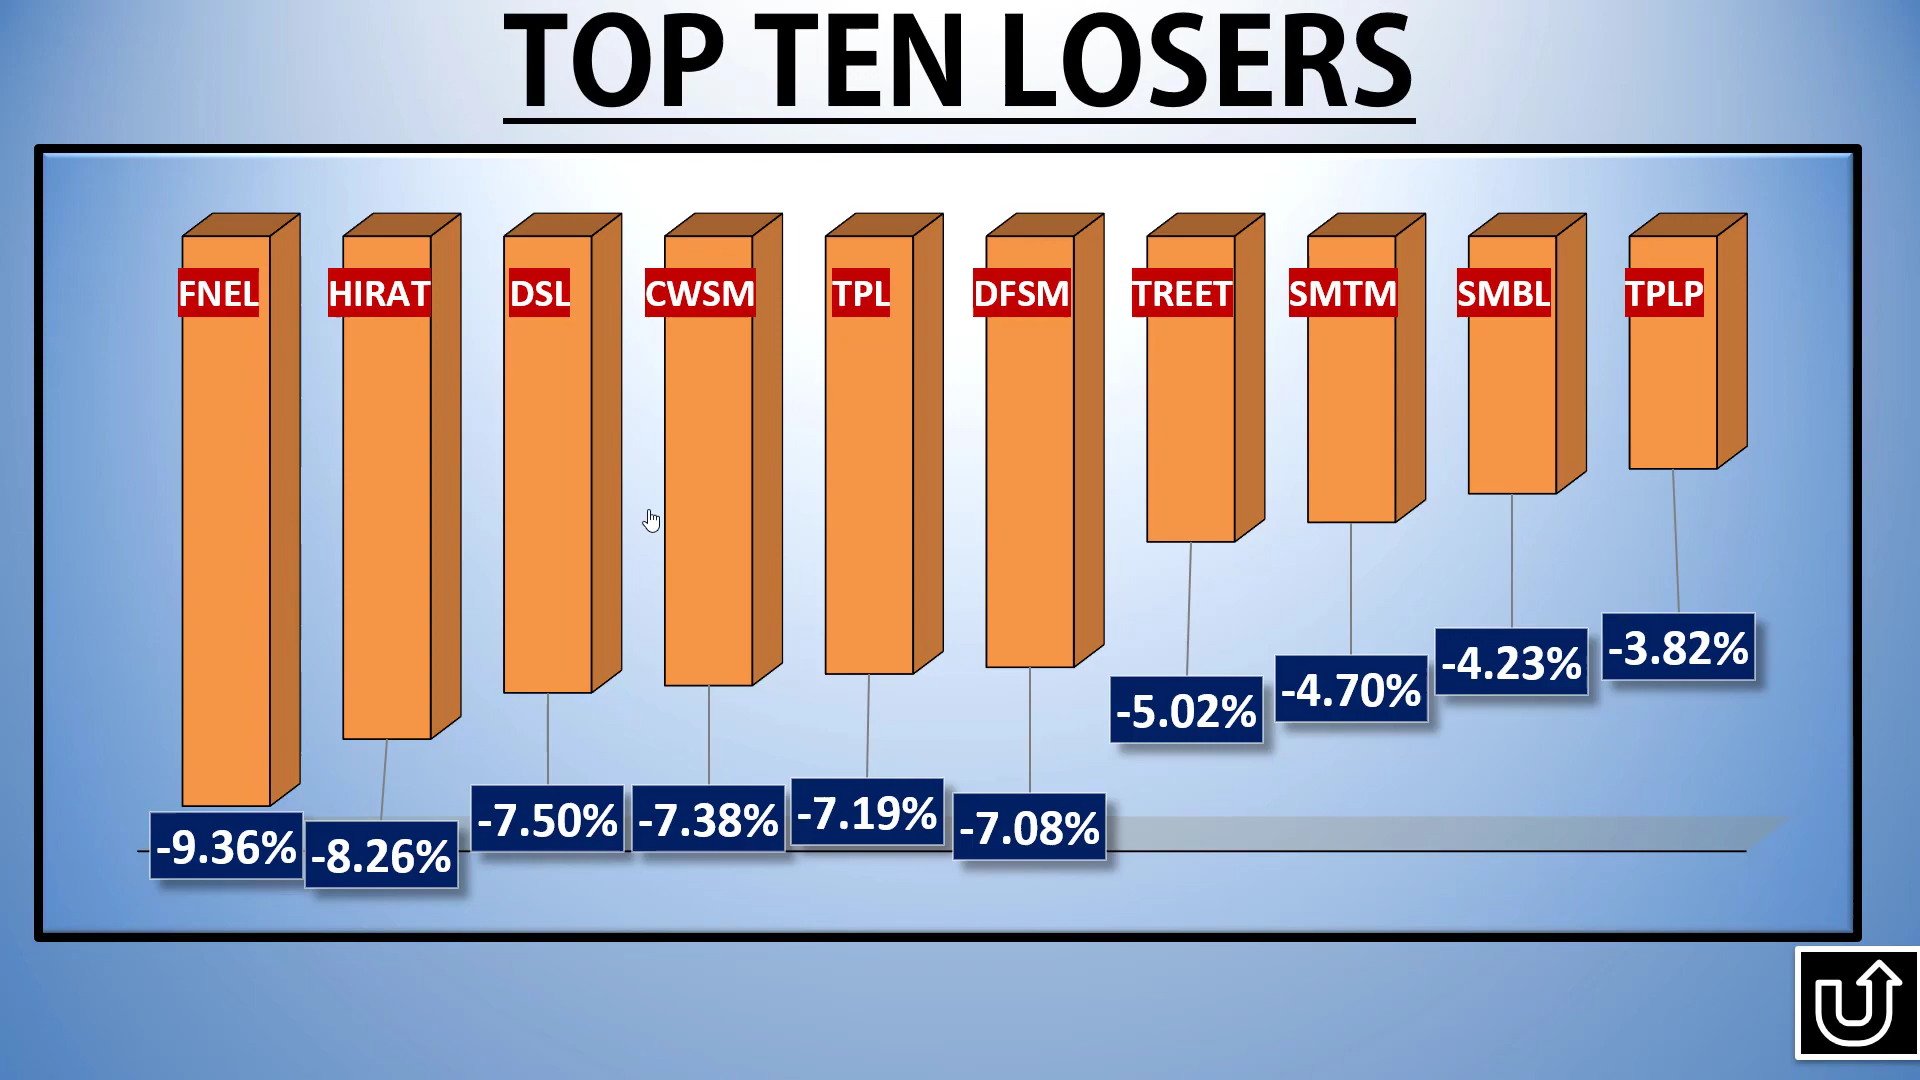 TOP TEN LOSERS
FNEL HIRAT DSL CWSM TPL DFSM TREET SMTM SMBL TPLP
-9.36% -8.26% -7.50% -7.38% -7.19% -7.08% -5.02% -4.70% -4.23% -3.82%